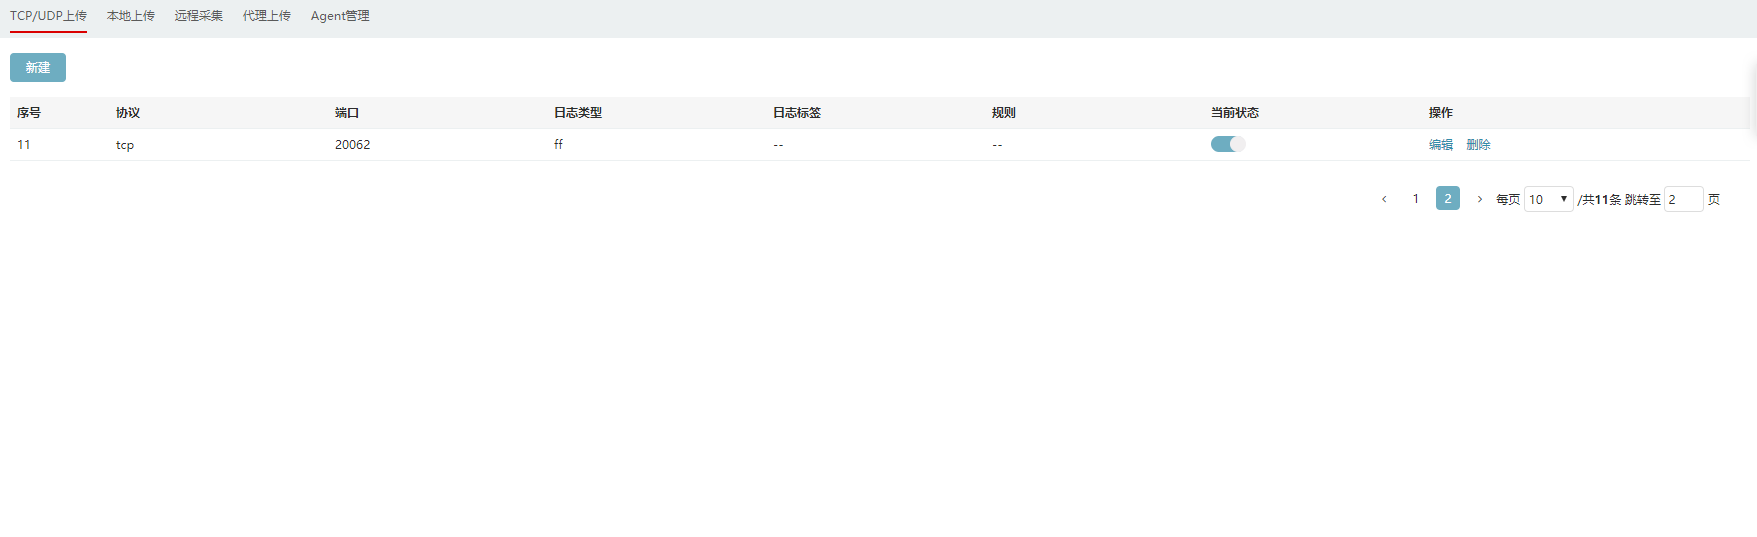 TCP/UDP上传 本地上传 远程采集 代理上传 Agent管理
新建
序号 协议 端口 日志类型 日志标签 规则 当前状态 操作
11 tcp 20062 ff -- -- 编辑 删除
‹ 1 2 › 每页 10 ▼ /共11条 跳转至 2 页